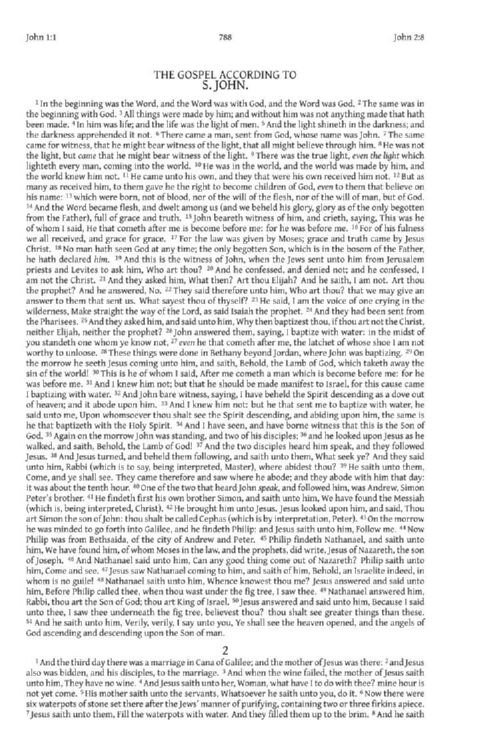 John 1:1
788
John 2:8
THE GOSPEL ACCORDING TO
S. JOHN.
1 In the beginning was the Word, and the Word was with God, and the Word was God. 2 The same was in
the beginning with God. 3 All things were made by him; and without him was not anything made that hath
been made. 4 In him was life; and the life was the light of men. 5 And the light shineth in the darkness; and
the darkness apprehended it not. 6 There came a man, sent from God, whose name was John. 7 The same
came for witness, that he might bear witness of the light, that all might believe through him. 8 He was not
the light, but came that he might bear witness of the light. 9 There was the true light, even the light which
lighteth every man, coming into the world. 10 He was in the world, and the world was made by him, and
the world knew him not. 11 He came unto his own, and they that were his own received him not. 12 But as
many as received him, to them gave he the right to become children of God, even to them that believe on
his name: 13 which were born, not of blood, nor of the will of the flesh, nor of the will of man, but of God.
14 And the Word became flesh, and dwelt among us (and we beheld his glory, glory as of the only begotten
from the Father), full of grace and truth. 15 John beareth witness of him, and crieth, saying, This was he
of whom I said, He that cometh after me is become before me: for he was before me. 16 For of his fulness
we all received, and grace for grace. 17 For the law was given by Moses; grace and truth came by Jesus
Christ. 18 No man hath seen God at any time; the only begotten Son, which is in the bosom of the Father,
he hath declared him. 19 And this is the witness of John, when the Jews sent unto him from Jerusalem
priests and Levites to ask him, Who art thou? 20 And he confessed, and denied not; and he confessed, I
am not the Christ. 21 And they asked him, What then? Art thou Elijah? And he saith, I am not. Art thou
the prophet? And he answered, No. 22 They said therefore unto him, Who art thou? that we may give an
answer to them that sent us. What sayest thou of thyself? 23 He said, I am the voice of one crying in the
wilderness, Make straight the way of the Lord, as said Isaiah the prophet. 24 And they had been sent from
the Pharisees. 25 And they asked him, and said unto him, Why then baptizest thou, if thou art not the Christ,
neither Elijah, neither the prophet? 26 John answered them, saying, I baptize with water: in the midst of
you standeth one whom ye know not, 27 even he that cometh after me, the latchet of whose shoe I am not
worthy to unloose. 28 These things were done in Bethany beyond Jordan, where John was baptizing. 29 On
the morrow he seeth Jesus coming unto him, and saith, Behold, the Lamb of God, which taketh away the
sin of the world! 30 This is he of whom I said, After me cometh a man which is become before me: for he
was before me. 31 And I knew him not; but that he should be made manifest to Israel, for this cause came
I baptizing with water. 32 And John bare witness, saying, I have beheld the Spirit descending as a dove out
of heaven; and it abode upon him. 33 And I knew him not: but he that sent me to baptize with water, he
said unto me, Upon whomsoever thou shalt see the Spirit descending, and abiding upon him, the same is
he that baptizeth with the Holy Spirit. 34 And I have seen, and have borne witness that this is the Son of
God. 35 Again on the morrow John was standing, and two of his disciples; 36 and he looked upon Jesus as he
walked, and saith, Behold, the Lamb of God! 37 And the two disciples heard him speak, and they followed
Jesus. 38 And Jesus turned, and beheld them following, and saith unto them, What seek ye? And they said
unto him, Rabbi (which is to say, being interpreted, Master), where abidest thou? 39 He saith unto them,
Come, and ye shall see. They came therefore and saw where he abode; and they abode with him that day:
it was about the tenth hour. 40 One of the two that heard John speak, and followed him, was Andrew, Simon
Peter's brother. 41 He findeth first his own brother Simon, and saith unto him, We have found the Messiah
(which is, being interpreted, Christ). 42 He brought him unto Jesus. Jesus looked upon him, and said, Thou
art Simon the son of John: thou shalt be called Cephas (which is by interpretation, Peter). 43 On the morrow
he was minded to go forth into Galilee, and he findeth Philip: and Jesus saith unto him, Follow me. 44 Now
Philip was from Bethsaida, of the city of Andrew and Peter. 45 Philip findeth Nathanael, and saith unto
him, We have found him, of whom Moses in the law, and the prophets, did write, Jesus of Nazareth, the son
of Joseph. 46 And Nathanael said unto him, Can any good thing come out of Nazareth? Philip saith unto
him, Come and see. 47 Jesus saw Nathanael coming to him, and saith of him, Behold, an Israelite indeed, in
whom is no guile! 48 Nathanael saith unto him, Whence knowest thou me? Jesus answered and said unto
him, Before Philip called thee, when thou wast under the fig tree, I saw thee. 49 Nathanael answered him,
Rabbi, thou art the Son of God; thou art King of Israel. 50 Jesus answered and said unto him, Because I said
unto thee, I saw thee underneath the fig tree, believest thou? thou shalt see greater things than these.
51 And he saith unto him, Verily, verily, I say unto you, Ye shall see the heaven opened, and the angels of
God ascending and descending upon the Son of man.
2
1 And the third day there was a marriage in Cana of Galilee; and the mother of Jesus was there: 2 and Jesus
also was bidden, and his disciples, to the marriage. 3 And when the wine failed, the mother of Jesus saith
unto him, They have no wine. 4 And Jesus saith unto her, Woman, what have I to do with thee? mine hour is
not yet come. 5 His mother saith unto the servants, Whatsoever he saith unto you, do it. 6 Now there were
six waterpots of stone set there after the Jews' manner of purifying, containing two or three firkins apiece.
7 Jesus saith unto them, Fill the waterpots with water. And they filled them up to the brim. 8 And he saith